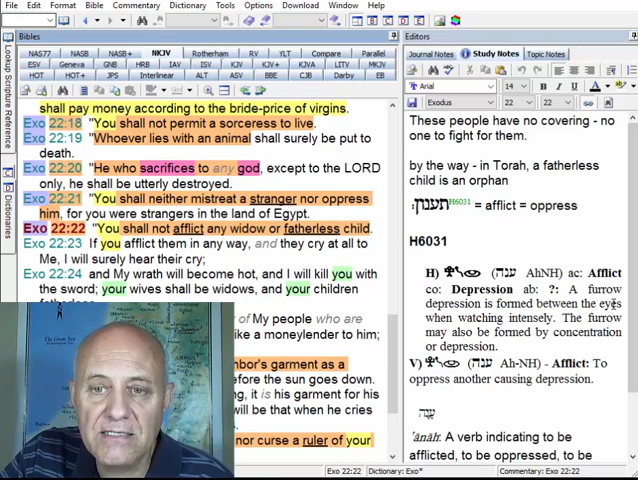 File Edit Format View Bible Commentary Dictionary Tools Options Download Window Help
Bibles
NAS77 NASB NASB+ NKJV Rotherham RV YLT Compare Parallel
ESV Geneva GNB HRB IAV ISV KJV+ KJVA LITV MKJV
HOT HOT+ JPS Interlinear ALT ASV BBE CJB Darby EB
shall pay money according to the bride-price of virgins.
Exo 22:18 "You shall not permit a sorceress to live.
Exo 22:19 "Whoever lies with an animal shall surely be put to
death.
Exo 22:20 "He who sacrifices to any god, except to the LORD
only, he shall be utterly destroyed.
Exo 22:21 "You shall neither mistreat a stranger nor oppress
him, for you were strangers in the land of Egypt.
Exo 22:22 "You shall not afflict any widow or fatherless child.
Exo 22:23 If you afflict them in any way, and they cry at all to
Me, I will surely hear their cry;
Exo 22:24 and My wrath will become hot, and I will kill you with
the sword; your wives shall be widows, and your children
of My people who are
ike a moneylender to him;
bor's garment as a
efore the sun goes down.
g, it is his garment for his
will be that when he cries
nor curse a ruler of your
Lookup Scripture Reference
Dictionaries
Editors
Journal Notes Study Notes Topic Notes
Arial 14 B I U
Exodus 22 22
These people have no covering - no
one to fight for them.
by the way - in Torah, a fatherless
child is an orphan
תענון H6031 = afflict = oppress
H6031
H) ענה AhNH) ac: Afflict
co: Depression ab: ?: A furrow
depression is formed between the eyes
when watching intensely. The furrow
may also be formed by concentration
or depression.
V) (ענה Ah-NH) - Afflict: To
oppress another causing depression.
עָנָה
'ānāh. A verb indicating to be
afflicted, to be oppressed, to be
Exo 22:22 Dictionary: Exo* Commentary: Exo 22:22